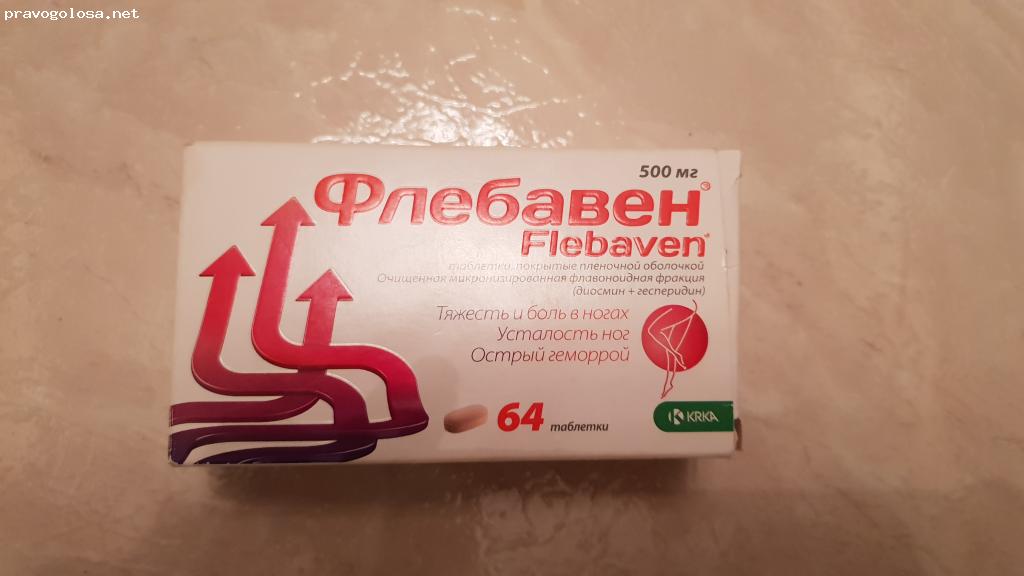 pravogolosa.net
500 мг
Флебавен®
Flebaven®
таблетки, покрытые пленочной оболочкой
Очищенная микронизированная флавоноидная фракция
(диосмин + гесперидин)
Тяжесть и боль в ногах
Усталость ног
Острый геморрой
64 таблетки
KRKA